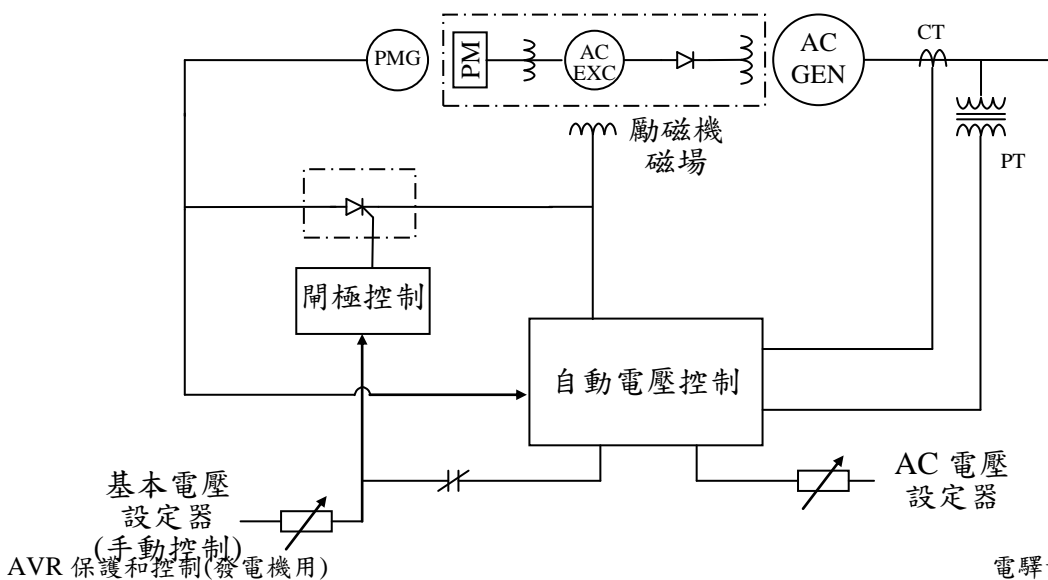 PMG
PM
AC
EXC
AC
GEN
CT
PT
勵磁機
磁場
閘極控制
自動電壓控制
基本電壓
設定器
(手動控制)
AC 電壓
設定器
AVR 保護和控制(發電機用)
電驛